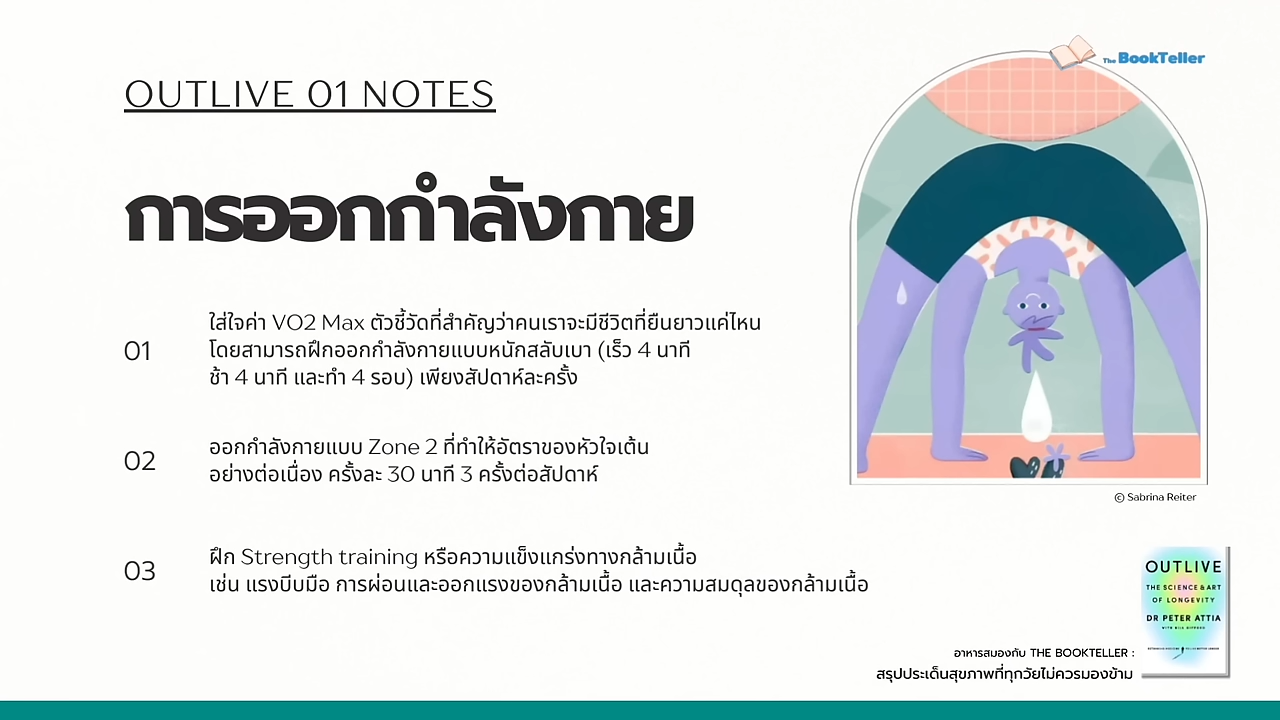 The BookTeller
OUTLIVE 01 NOTES
การออกกำลังกาย
01
ใส่ใจค่า VO2 Max ตัวชี้วัดที่สำคัญว่าคนเราจะมีชีวิตที่ยืนยาวแค่ไหน
โดยสามารถฝึกออกกำลังกายแบบหนักสลับเบา (เร็ว 4 นาที
ช้า 4 นาที และทำ 4 รอบ) เพียงสัปดาห์ละครั้ง
02
ออกกำลังกายแบบ Zone 2 ที่ทำให้อัตราของหัวใจเต้น
อย่างต่อเนื่อง ครั้งละ 30 นาที 3 ครั้งต่อสัปดาห์
03
ฝึก Strength training หรือความแข็งแกร่งทางกล้ามเนื้อ
เช่น แรงบีบมือ การผ่อนและออกแรงของกล้ามเนื้อ และความสมดุลของกล้ามเนื้อ
© Sabrina Reiter
OUTLIVE
THE SCIENCE & ART
OF LONGEVITY
DR PETER ATTIA
อาหารสมองกับ THE BOOKTELLER :
สรุปประเด็นสุขภาพที่ทุกวัยไม่ควรมองข้าม